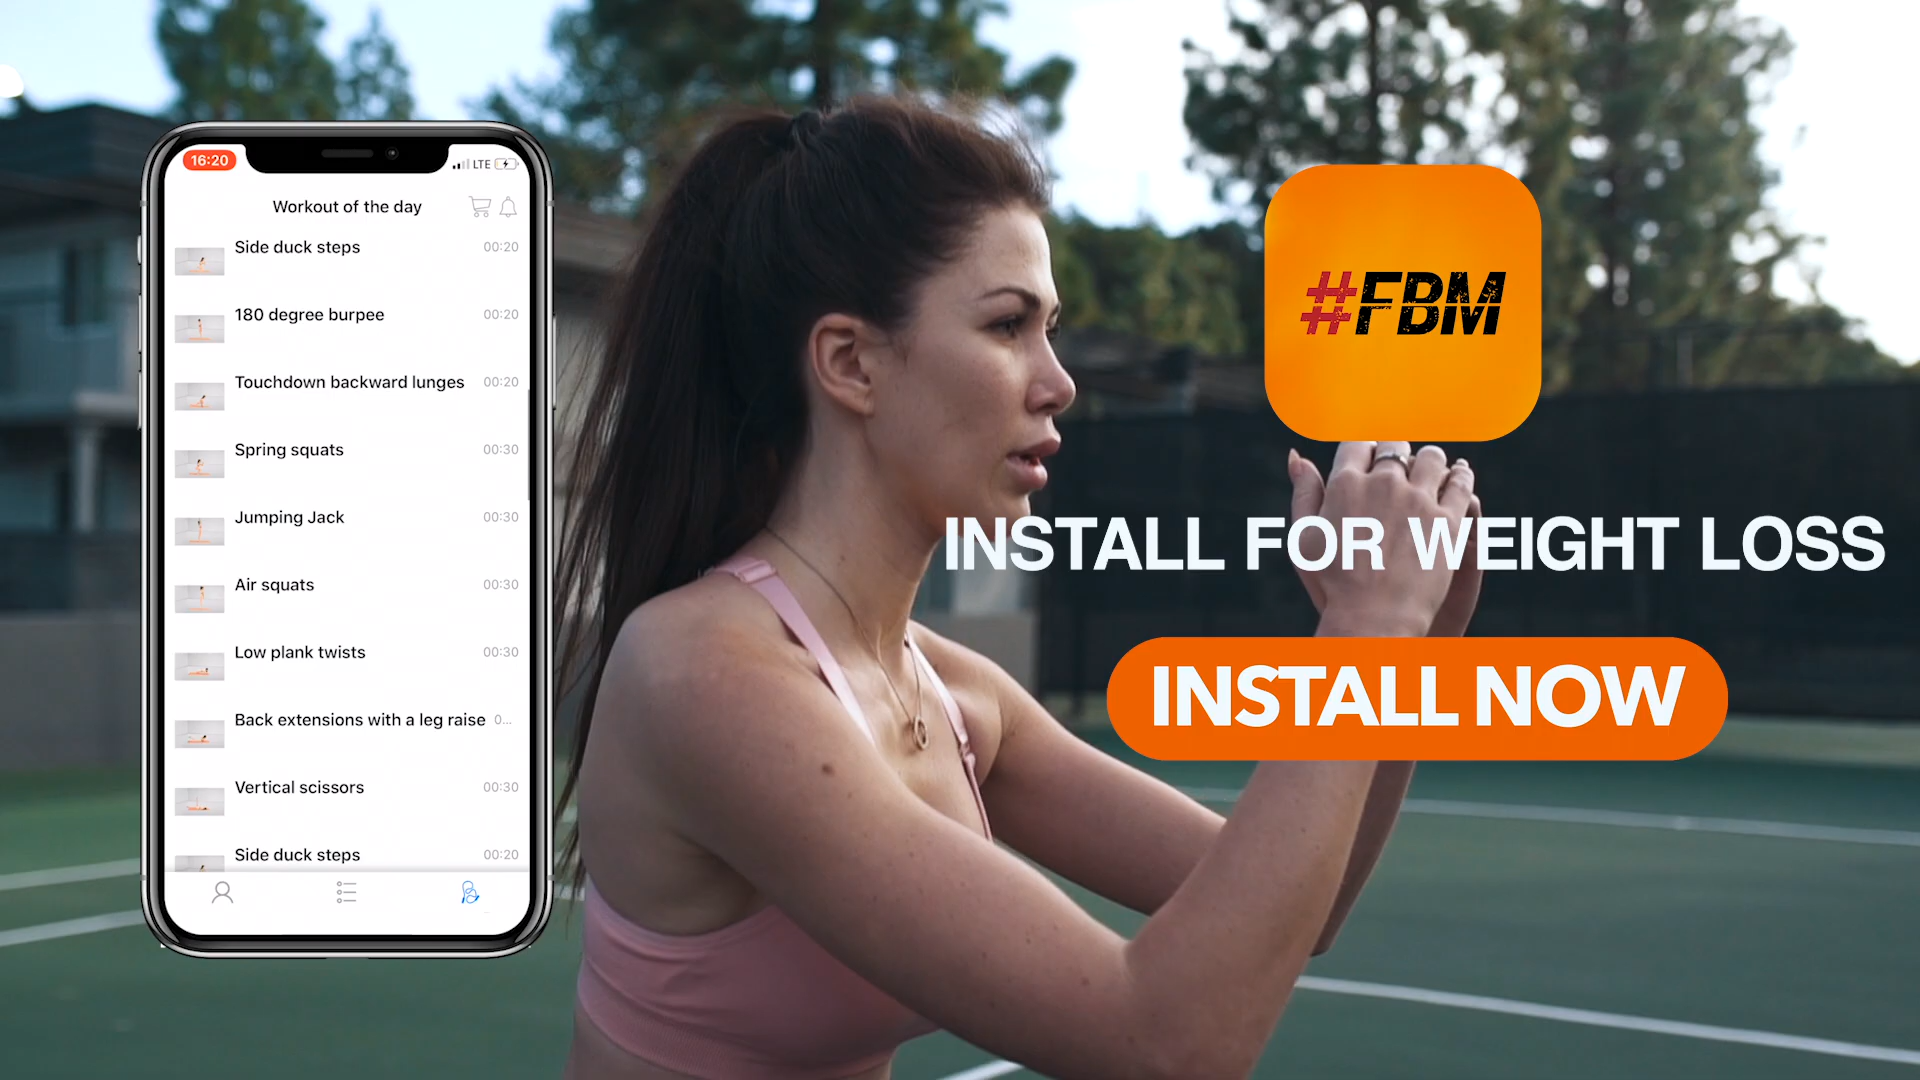 16:20
LTE
Workout of the day
Side duck steps 00:20
180 degree burpee 00:20
Touchdown backward lunges 00:20
Spring squats 00:30
Jumping Jack 00:30
Air squats 00:30
Low plank twists 00:30
Back extensions with a leg raise 0...
Vertical scissors 00:30
Side duck steps 00:20
#FBM
INSTALL FOR WEIGHT LOSS
INSTALL NOW